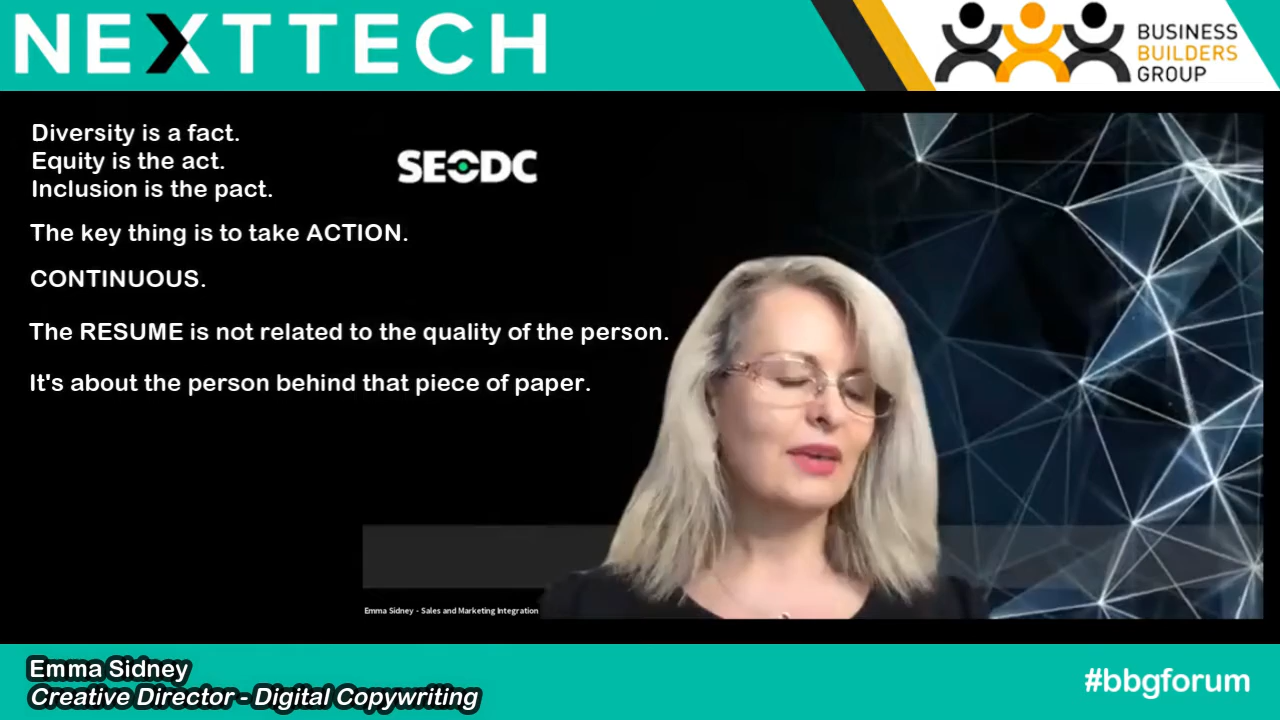 NEXTTECH
BUSINESS
BUILDERS
GROUP
Diversity is a fact.
Equity is the act.
Inclusion is the pact.
SEODC
The key thing is to take ACTION.
CONTINUOUS.
The RESUME is not related to the quality of the person.
It's about the person behind that piece of paper.
Emma Sidney - Sales and Marketing Integration
Emma Sidney
Creative Director - Digital Copywriting
#bbgforum